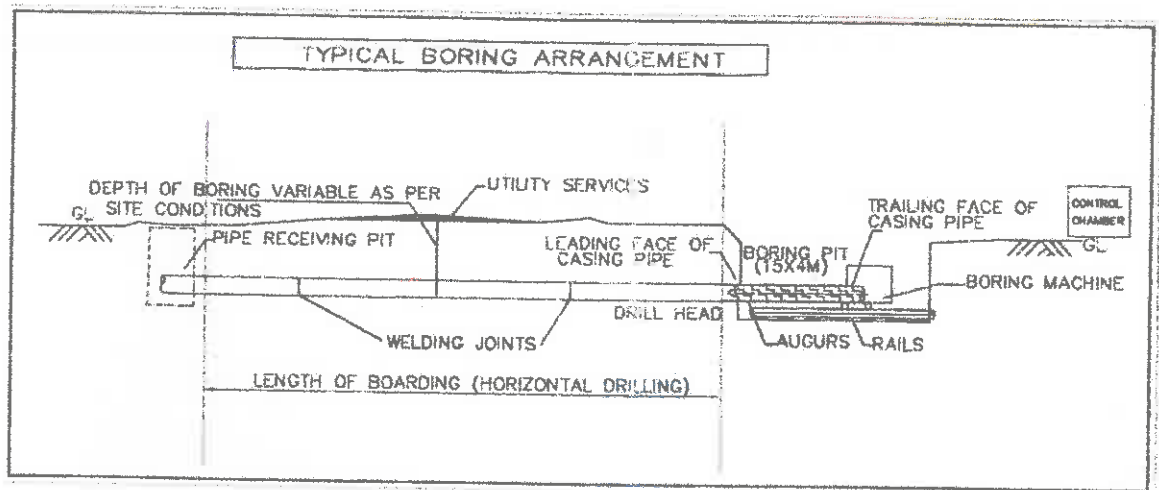 TYPICAL BORING ARRANGEMENT
DEPTH OF BORING VARIABLE AS PER
SITE CONDITIONS
UTILITY SERVICES
GL
PIPE RECEIVING PIT
LEADING FACE OF
CASING PIPE
BORING PIT
(15X4M)
TRAILING FACE OF
CASING PIPE
CONTROL
CHAMBER
GL
BORING MACHINE
DRILL HEAD
WELDING JOINTS
AUGURS
RAILS
LENGTH OF BOARDING (HORIZONTAL DRILLING)